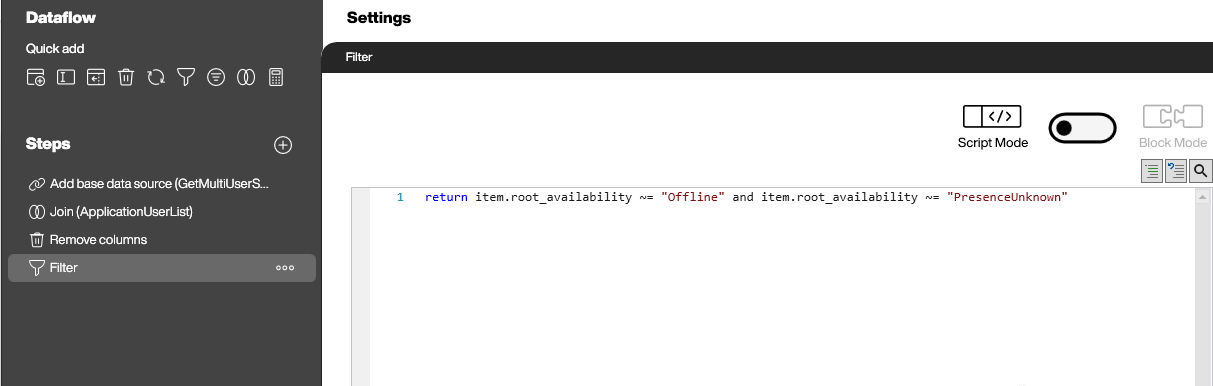 Dataflow
Quick add
Steps
Add base data source (GetMultiUserS...
Join (ApplicationUserList)
Remove columns
Filter
Settings
Filter
Script Mode
Block Mode
1 return item.root_availability ~= "Offline" and item.root_availability ~= "PresenceUnknown"